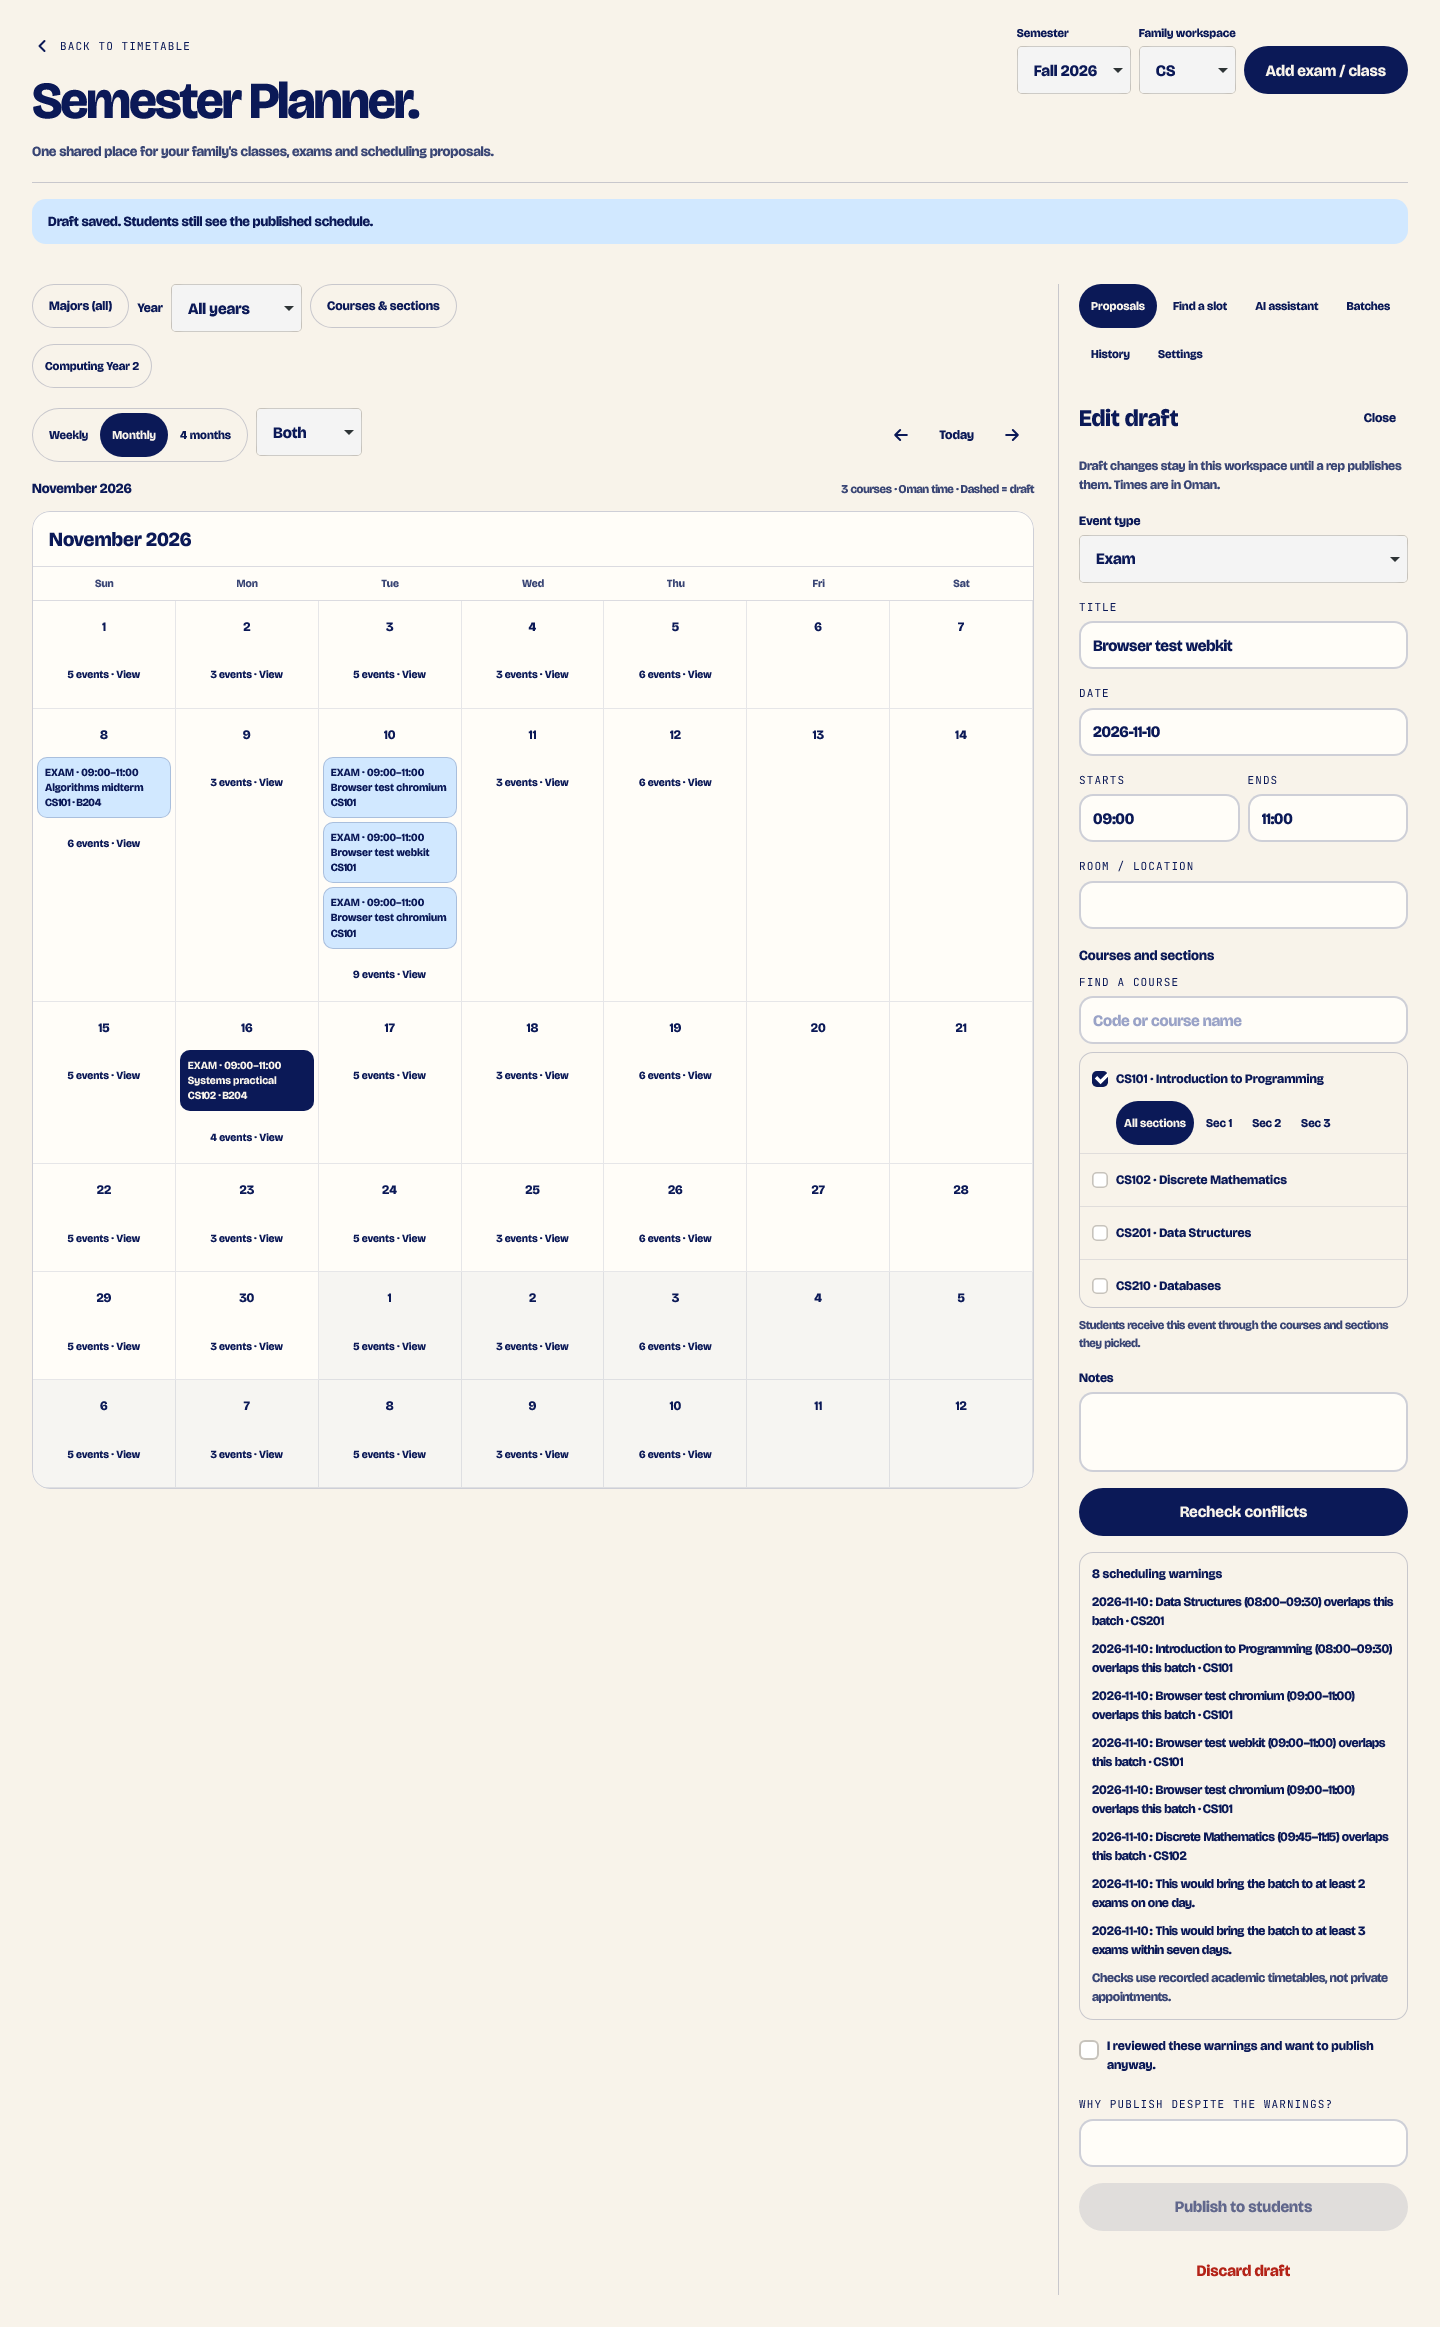 BACK TO TIMETABLE
Semester Planner.
One shared place for your family's classes, exams and scheduling proposals.
Semester
Fall 2026
Family workspace
CS
Add exam / class
Draft saved. Students still see the published schedule.
Majors (all)
Year
All years
Courses & sections
Computing Year 2
Weekly
Monthly
4 months
Both
Today
November 2026
3 courses · Oman time · Dashed = draft
November 2026
Sun Mon Tue Wed Thu Fri Sat
1 2 3 4 5 6 7
5 events · View 3 events · View 5 events · View 3 events · View 6 events · View
8 9 10 11 12 13 14
EXAM · 09:00–11:00
Algorithms midterm
CS101 · B204
6 events · View
3 events · View
EXAM · 09:00–11:00
Browser test chromium
CS101
EXAM · 09:00–11:00
Browser test webkit
CS101
EXAM · 09:00–11:00
Browser test chromium
CS101
9 events · View
3 events · View
6 events · View
15 16 17 18 19 20 21
5 events · View
EXAM · 09:00–11:00
Systems practical
CS102 · B204
4 events · View
5 events · View
3 events · View
6 events · View
22 23 24 25 26 27 28
5 events · View 3 events · View 5 events · View 3 events · View 6 events · View
29 30 1 2 3 4 5
5 events · View 3 events · View 5 events · View 3 events · View 6 events · View
6 7 8 9 10 11 12
5 events · View 3 events · View 5 events · View 3 events · View 6 events · View
Proposals
Find a slot
AI assistant
Batches
History
Settings
Edit draft
Close
Draft changes stay in this workspace until a rep publishes
them. Times are in Oman.
Event type
Exam
TITLE
Browser test webkit
DATE
2026-11-10
STARTS
ENDS
09:00
11:00
ROOM / LOCATION
Courses and sections
FIND A COURSE
Code or course name
CS101 · Introduction to Programming
All sections
Sec 1
Sec 2
Sec 3
CS102 · Discrete Mathematics
CS201 · Data Structures
CS210 · Databases
Students receive this event through the courses and sections
they picked.
Notes
Recheck conflicts
8 scheduling warnings
2026-11-10: Data Structures (08:00–09:30) overlaps this
batch · CS201
2026-11-10: Introduction to Programming (08:00–09:30)
overlaps this batch · CS101
2026-11-10: Browser test chromium (09:00–11:00)
overlaps this batch · CS101
2026-11-10: Browser test webkit (09:00–11:00) overlaps
this batch · CS101
2026-11-10: Browser test chromium (09:00–11:00)
overlaps this batch · CS101
2026-11-10: Discrete Mathematics (09:45–11:15) overlaps
this batch · CS102
2026-11-10: This would bring the batch to at least 2
exams on one day.
2026-11-10: This would bring the batch to at least 3
exams within seven days.
Checks use recorded academic timetables, not private
appointments.
I reviewed these warnings and want to publish
anyway.
WHY PUBLISH DESPITE THE WARNINGS?
Publish to students
Discard draft